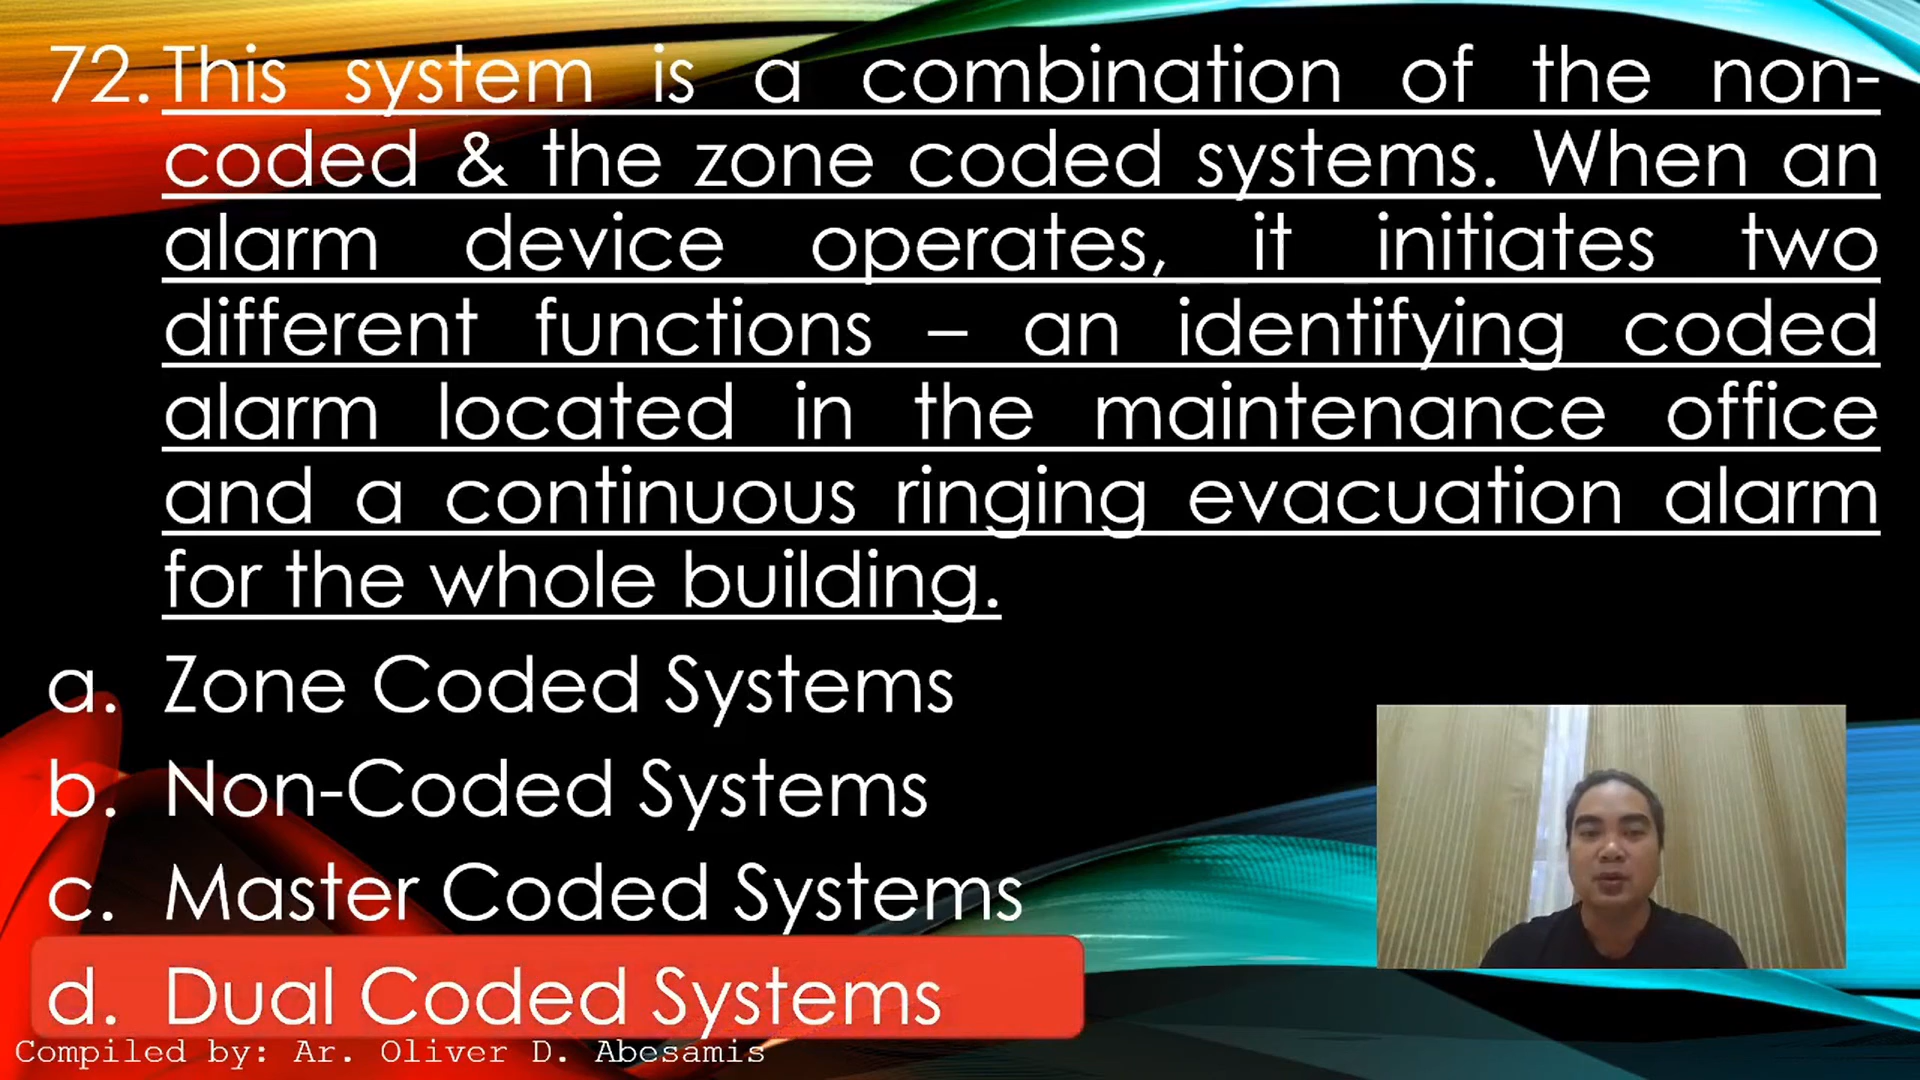 72. This system is a combination of the non-
coded & the zone coded systems. When an
alarm device operates, it initiates two
different functions – an identifying coded
alarm located in the maintenance office
and a continuous ringing evacuation alarm
for the whole building.
a. Zone Coded Systems
b. Non-Coded Systems
c. Master Coded Systems
d. Dual Coded Systems
Compiled by: Ar. Oliver D. Abesamis